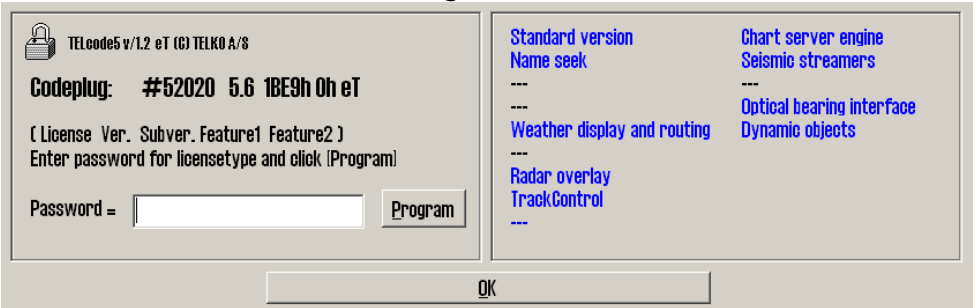 TELcode5 v/1.2 eT (C) TELKO A/S
Codeplug: #52020 5.6 1BE9h 0h eT
( License Ver. Subver. Feature1 Feature2 )
Enter password for licensetype and click [Program]
Password =
Program
Standard version
Name seek
---
---
Weather display and routing
---
Radar overlay
TrackControl
---
Chart server engine
Seismic streamers
---
Optical bearing interface
Dynamic objects
OK